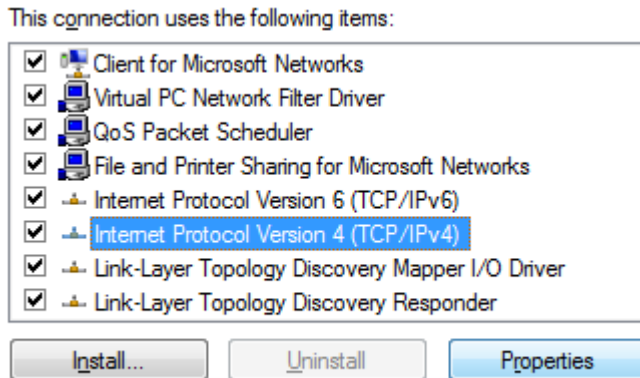 This connection uses the following items:
Client for Microsoft Networks
Virtual PC Network Filter Driver
QoS Packet Scheduler
File and Printer Sharing for Microsoft Networks
Internet Protocol Version 6 (TCP/IPv6)
Internet Protocol Version 4 (TCP/IPv4)
Link-Layer Topology Discovery Mapper I/O Driver
Link-Layer Topology Discovery Responder
Install... Uninstall Properties